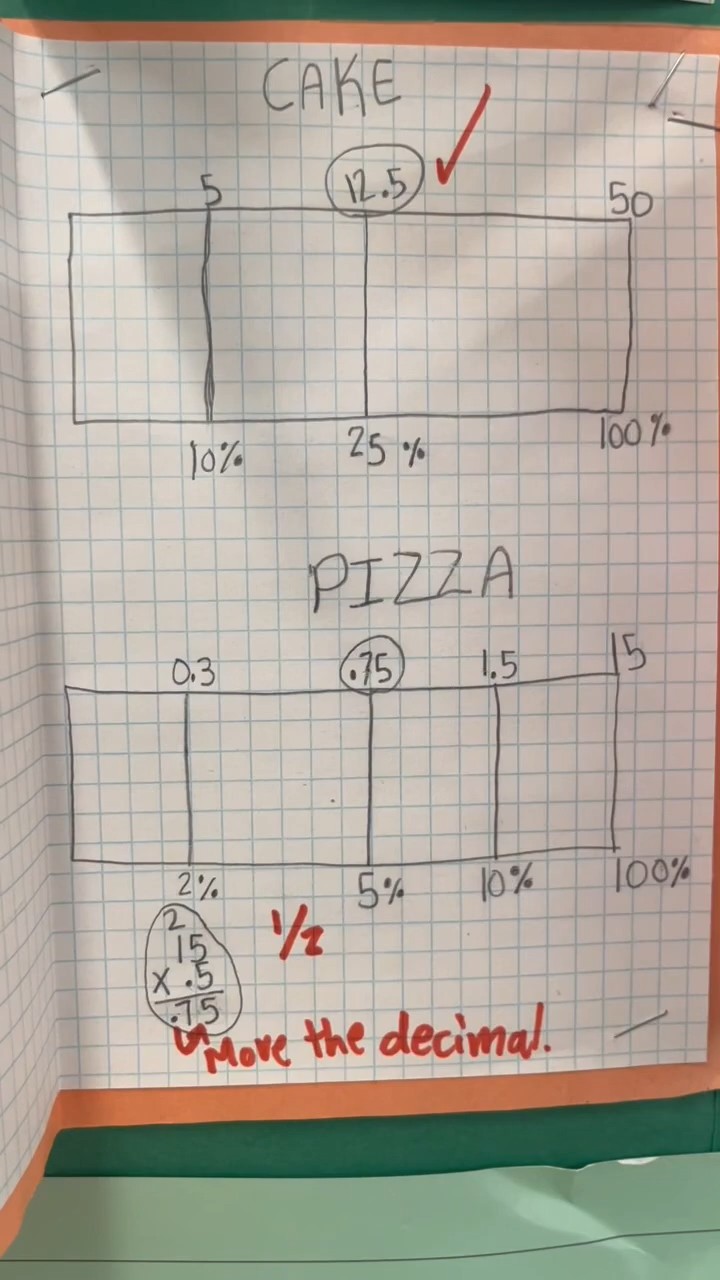 CAKE
5 12.5 50
10% 25% 100%
PIZZA
0.3 .75 1.5 15
2% 5% 10% 100%
2
15
x .5
.75
1/2
Move the decimal.